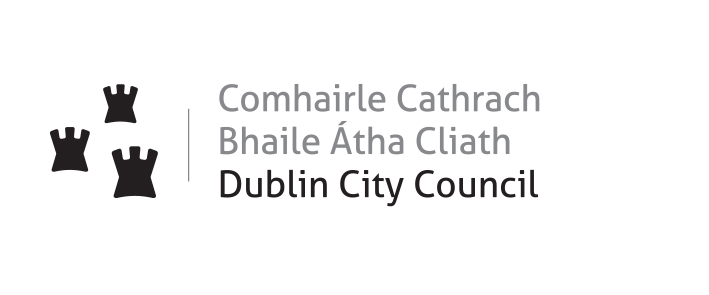 Comhairle Cathrach
Bhaile Átha Cliath
Dublin City Council